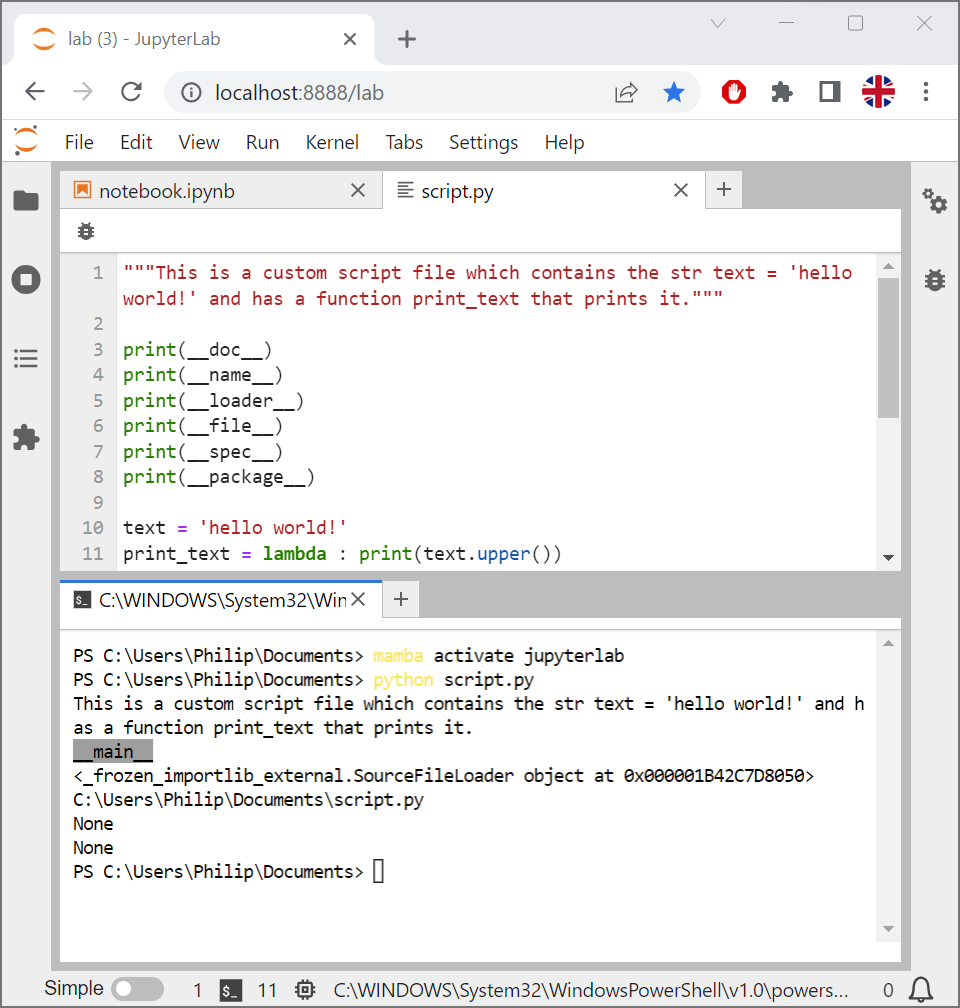 lab (3) - JupyterLab
localhost:8888/lab
File Edit View Run Kernel Tabs Settings Help
notebook.ipynb
script.py
1 """This is a custom script file which contains the str text = 'hello
world!' and has a function print_text that prints it."""
2
3 print(__doc__)
4 print(__name__)
5 print(__loader__)
6 print(__file__)
7 print(__spec__)
8 print(__package__)
9
10 text = 'hello world!'
11 print_text = lambda : print(text.upper())
C:\WINDOWS\System32\Win
PS C:\Users\Philip\Documents> mamba activate jupyterlab
PS C:\Users\Philip\Documents> python script.py
This is a custom script file which contains the str text = 'hello world!' and h
as a function print_text that prints it.
__main__
<_frozen_importlib_external.SourceFileLoader object at 0x000001B42C7D8050>
C:\Users\Philip\Documents\script.py
None
None
PS C:\Users\Philip\Documents>
Simple 1 $_ 11 C:\WINDOWS\System32\WindowsPowerShell\v1.0\powers... 0